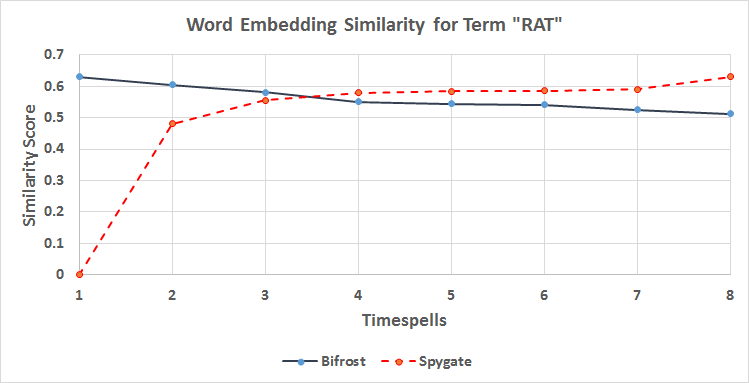 Word Embedding Similarity for Term "RAT"
Similarity Score
0.7
0.6
0.5
0.4
0.3
0.2
0.1
0
1 2 3 4 5 6 7 8
Timespells
Bifrost Spygate